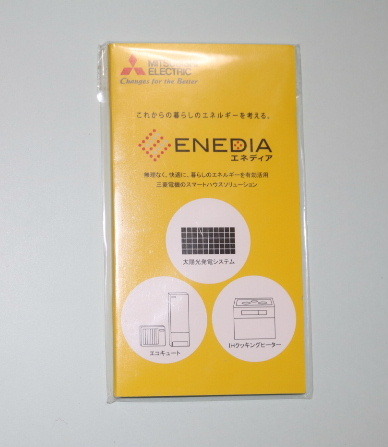 MITSUBISHI
ELECTRIC
Changes for the Better
これからの暮らしのエネルギーを考える。
ENEDIA
エネディア
無理なく、快適に、暮らしのエネルギーを有効活用
三菱電機のスマートハウスソリューション
太陽光発電システム
エコキュート
IHクッキングヒーター